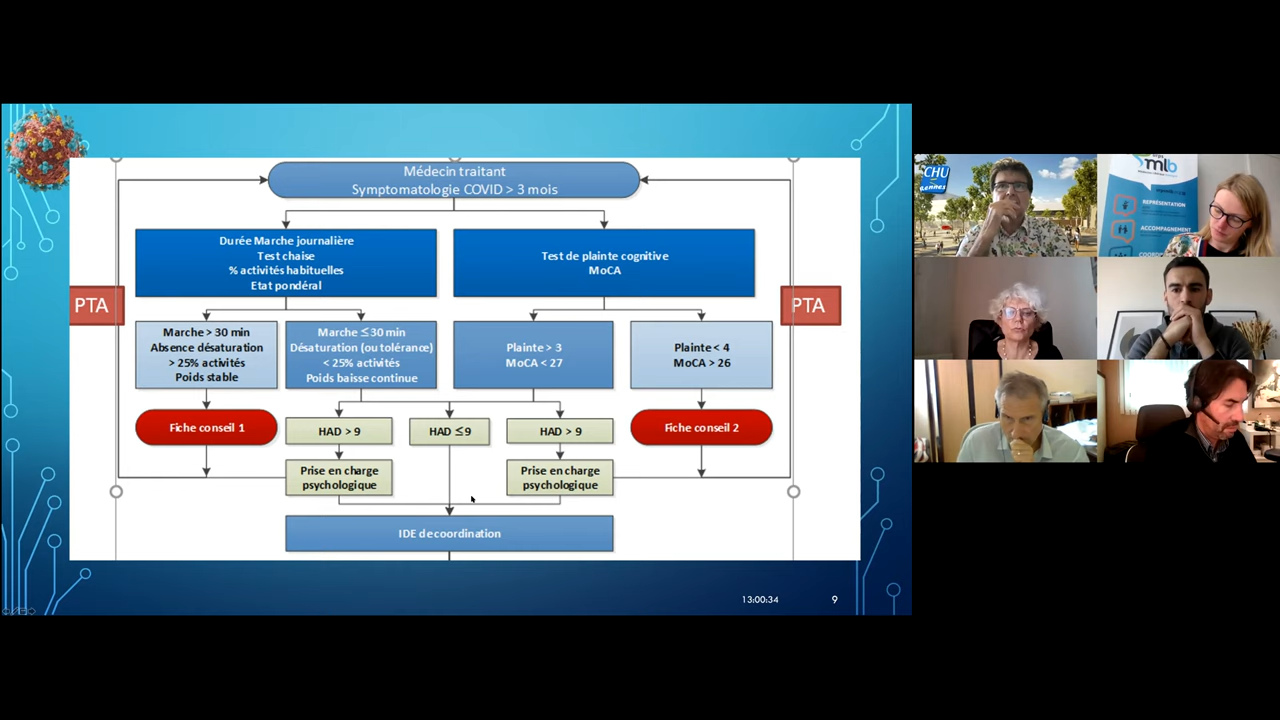 Médecin traitant
Symptomatologie COVID > 3 mois
Durée Marche journalière
Test chaise
% activités habituelles
Etat pondéral
Test de plainte cognitive
MoCA
PTA
PTA
Marche > 30 min
Absence désaturation
> 25% activités
Poids stable
Marche ≤ 30 min
Désaturation (ou tolérance)
< 25% activités
Poids baisse continue
Plainte > 3
MoCA < 27
Plainte < 4
MoCA > 26
Fiche conseil 1
HAD > 9
HAD ≤ 9
HAD > 9
Fiche conseil 2
Prise en charge
psychologique
Prise en charge
psychologique
IDE de coordination
13:00:34
9
CHU
Rennes
mlb
REPRÉSENTATION
ACCOMPAGNEMENT